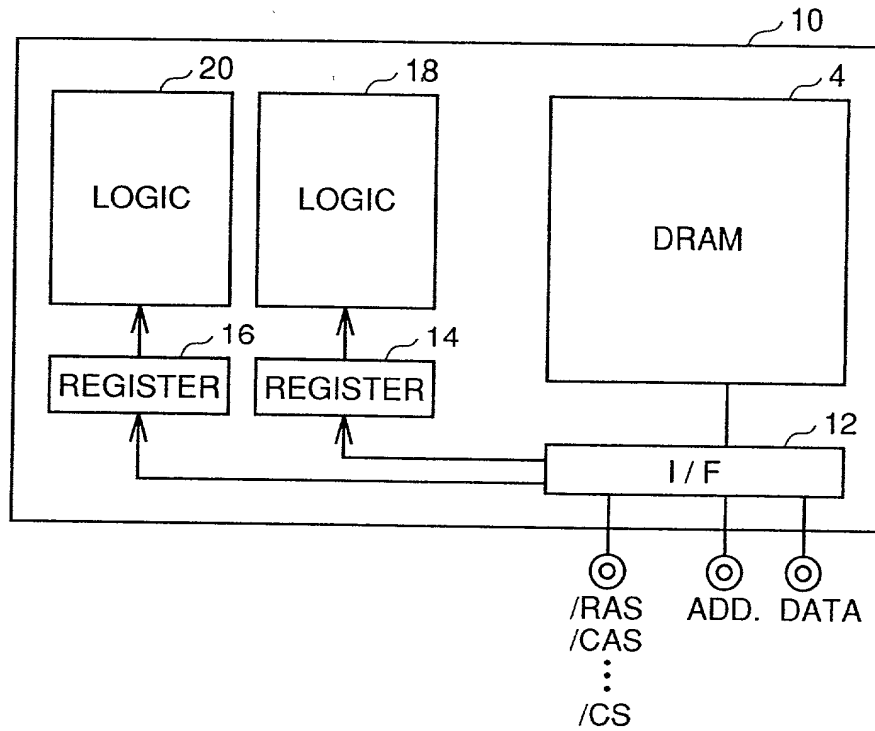 10
20
18
4
LOGIC
LOGIC
DRAM
16
14
REGISTER
REGISTER
12
I / F
/RAS
/CAS
/CS
ADD.
DATA